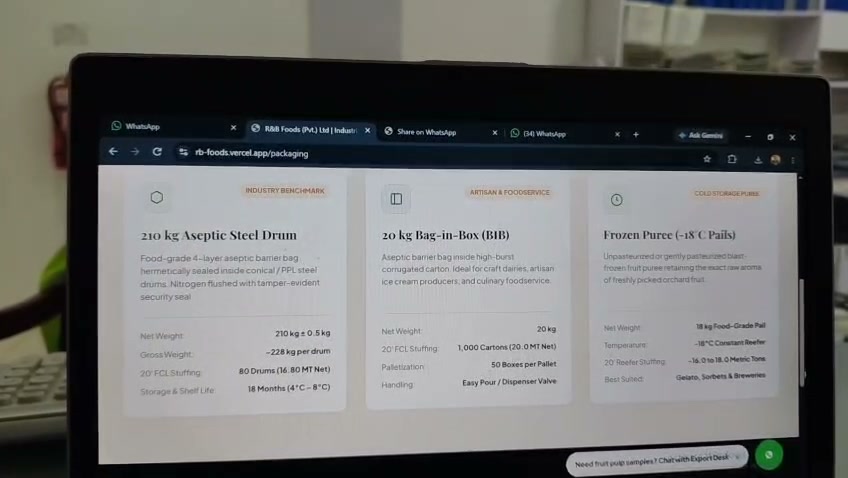 WhatsApp
R&B Foods (Pvt.) Ltd | Industri
Share on WhatsApp
(34) WhatsApp
Ask Gemini
rb-foods.vercel.app/packaging
INDUSTRY BENCHMARK
210 kg Aseptic Steel Drum
Food-grade 4-layer aseptic barrier bag
hermetically sealed inside conical / PPL steel
drums. Nitrogen flushed with tamper-evident
security seal
Net Weight: 210 kg ± 0.5 kg
Gross Weight: ~228 kg per drum
20' FCL Stuffing: 80 Drums (16.80 MT Net)
Storage & Shelf Life: 18 Months (4°C – 8°C)
ARTISAN & FOODSERVICE
20 kg Bag-in-Box (BIB)
Aseptic barrier bag inside high-burst
corrugated carton. Ideal for craft dairies, artisan
ice cream producers, and culinary foodservice.
Net Weight: 20 kg
20' FCL Stuffing: 1,000 Cartons (20.0 MT Net)
Palletization: 50 Boxes per Pallet
Handling: Easy Pour / Dispenser Valve
COLD STORAGE PUREE
Frozen Puree (-18°C Pails)
Unpasteurized or gently pasteurized blast-
frozen fruit puree retaining the exact raw aroma
of freshly picked orchard fruit.
Net Weight: 18 kg Food-Grade Pail
Temperature: -18°C Constant Reefer
20' Reefer Stuffing: ~16.0 to 18.0 Metric Tons
Best Suited: Gelato, Sorbets & Breweries
Need fruit pulp samples? Chat with Export Desk